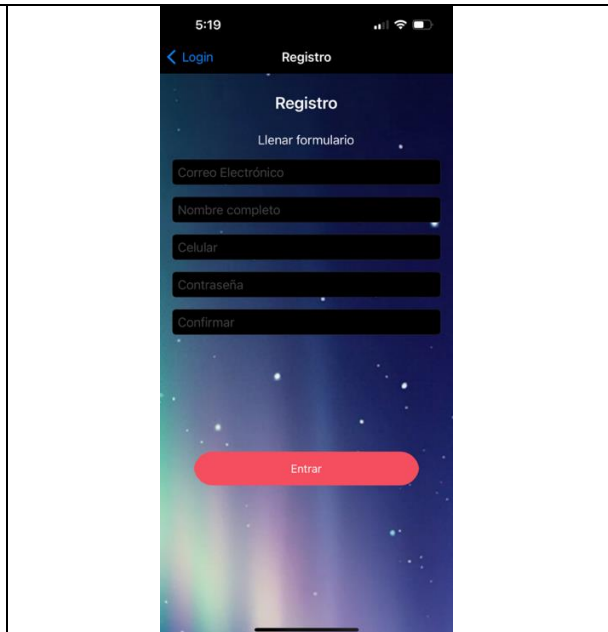 5:19
Login Registro
Registro
Llenar formulario
Correo Electrónico
Nombre completo
Celular
Contraseña
Confirmar
Entrar